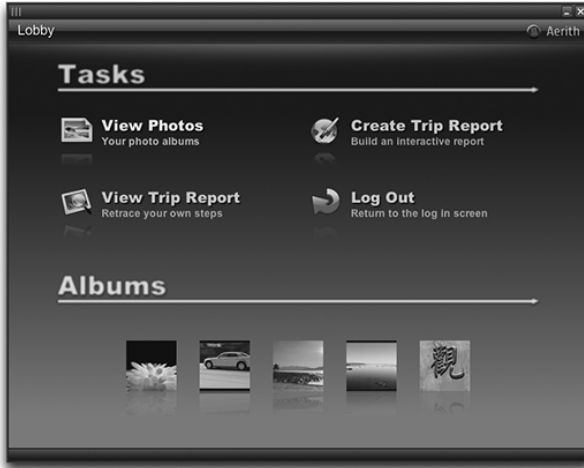 Lobby
Aerith
Tasks
View Photos
Your photo albums
Create Trip Report
Build an interactive report
View Trip Report
Retrace your own steps
Log Out
Return to the log in screen
Albums
觀